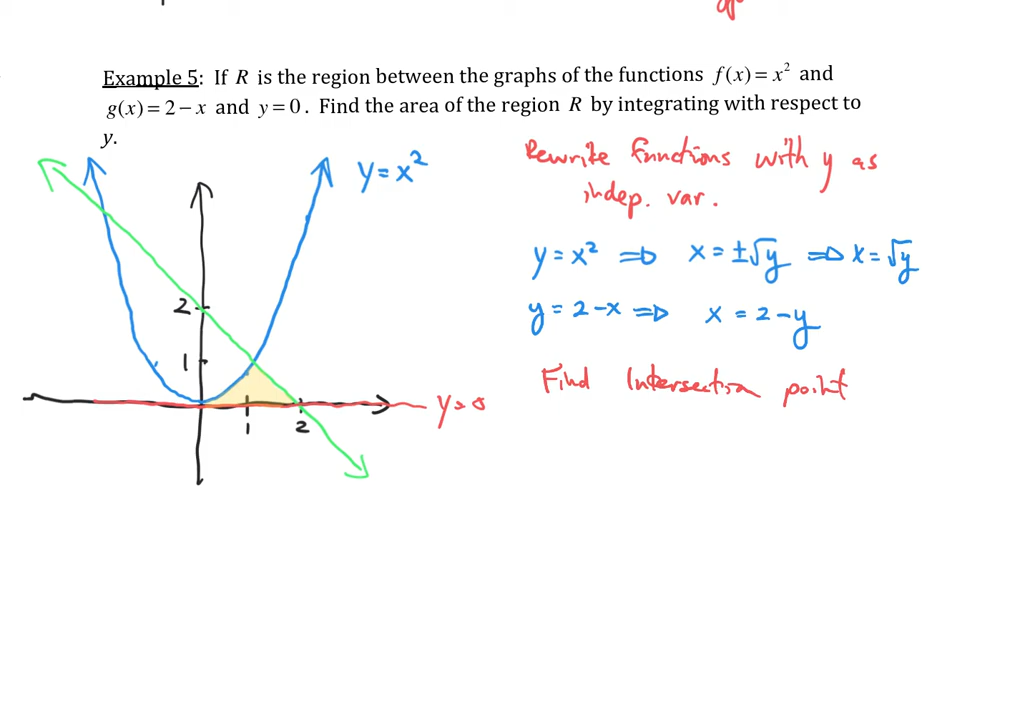 Example 5: If R is the region between the graphs of the functions f(x) = x² and
g(x) = 2 − x and y = 0. Find the area of the region R by integrating with respect to
y.
Rewrite functions with y as
indep. var.
y = x²
y = x² ⇒ x = ±√y ⇒ x = √y
2
y = 2 - x ⇒ x = 2 - y
1
Find Intersection point
y = 0
1
2